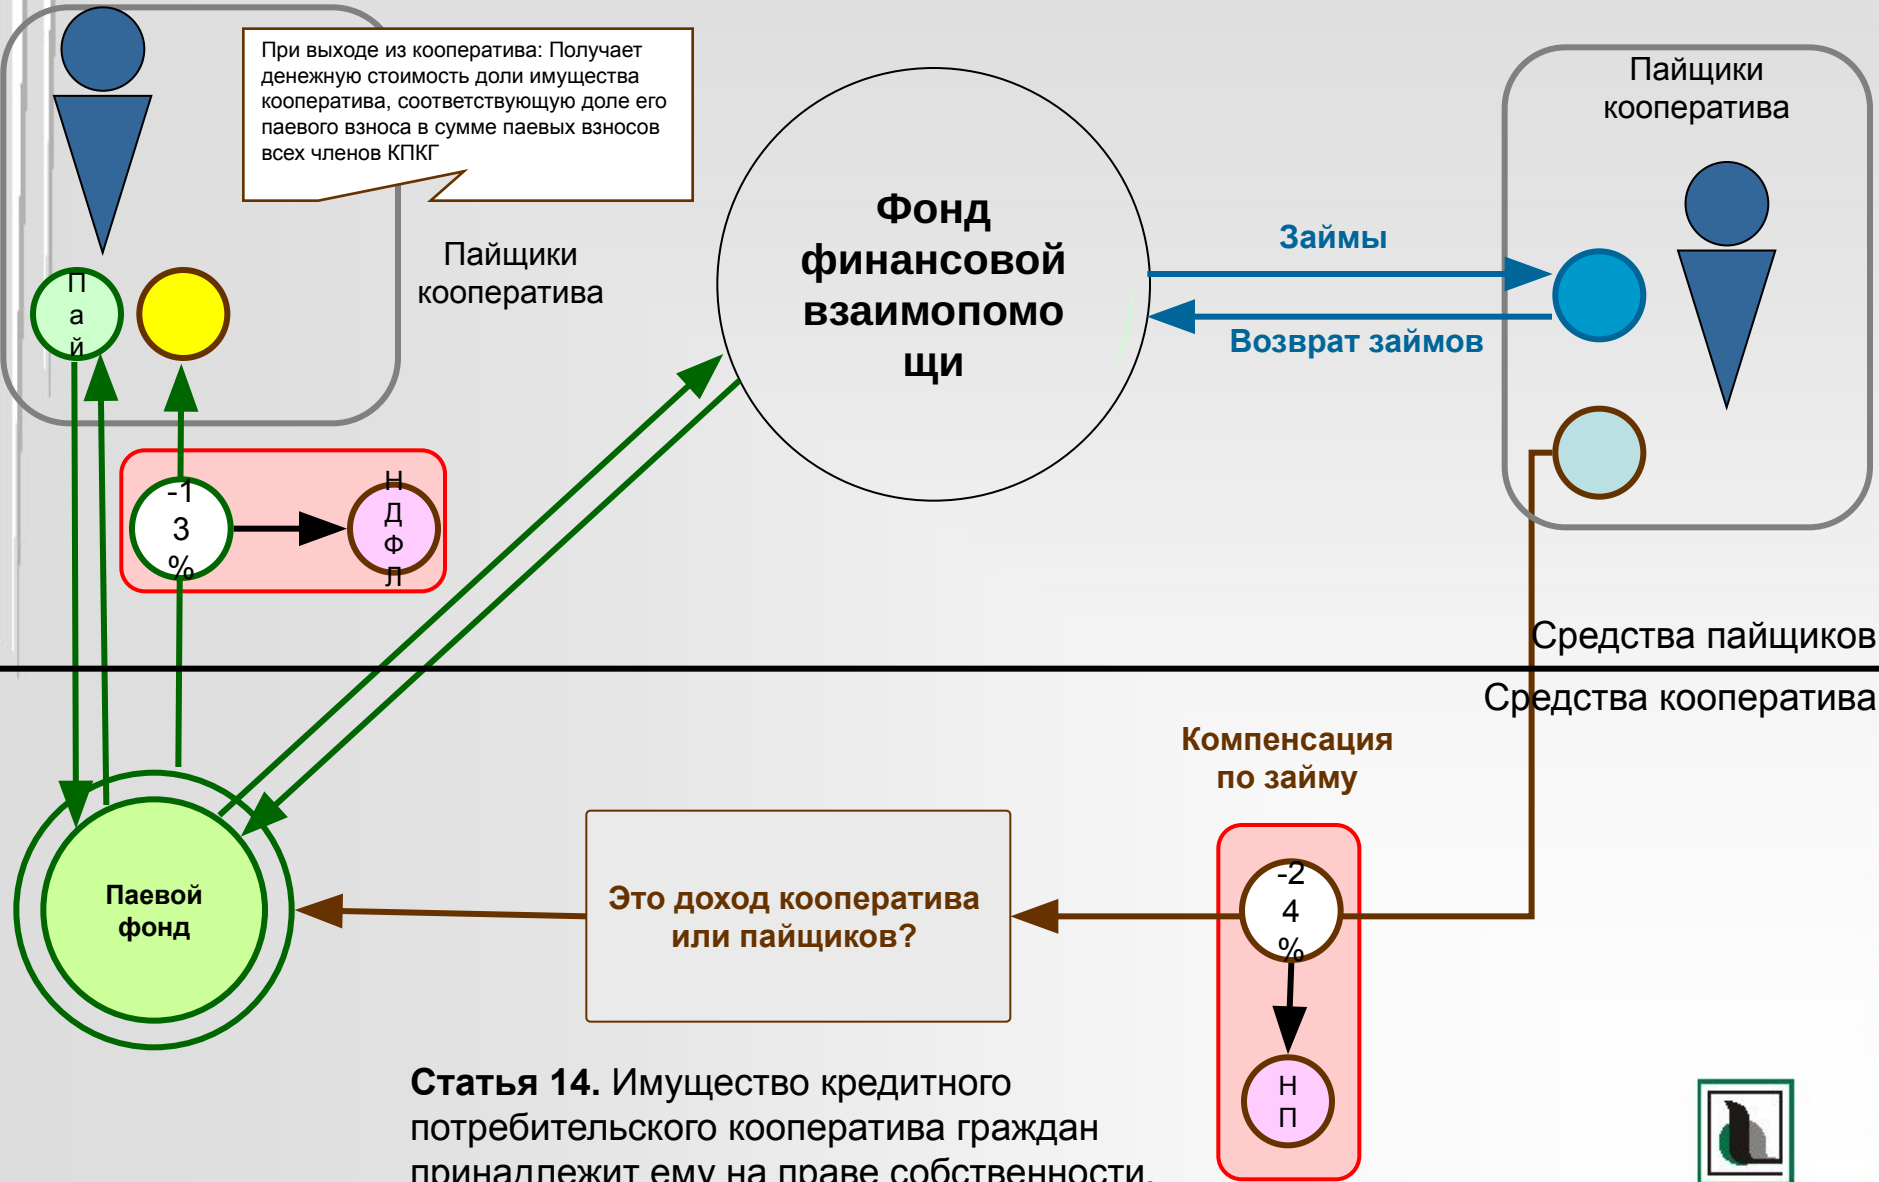 При выходе из кооператива: Получает
денежную стоимость доли имущества
кооператива, соответствующую доле его
паевого взноса в сумме паевых взносов
всех членов КПКГ
Пайщики
кооператива
Пайщики
кооператива
Фонд
финансовой
взаимопомо
щи
Займы
Возврат займов
П
а
й
-1
3
%
Н
Д
Ф
Л
Средства пайщиков
Средства кооператива
Компенсация
по займу
Паевой
фонд
Это доход кооператива
или пайщиков?
-2
4
%
Н
П
Статья 14. Имущество кредитного
потребительского кооператива граждан
принадлежит ему на праве собственности.